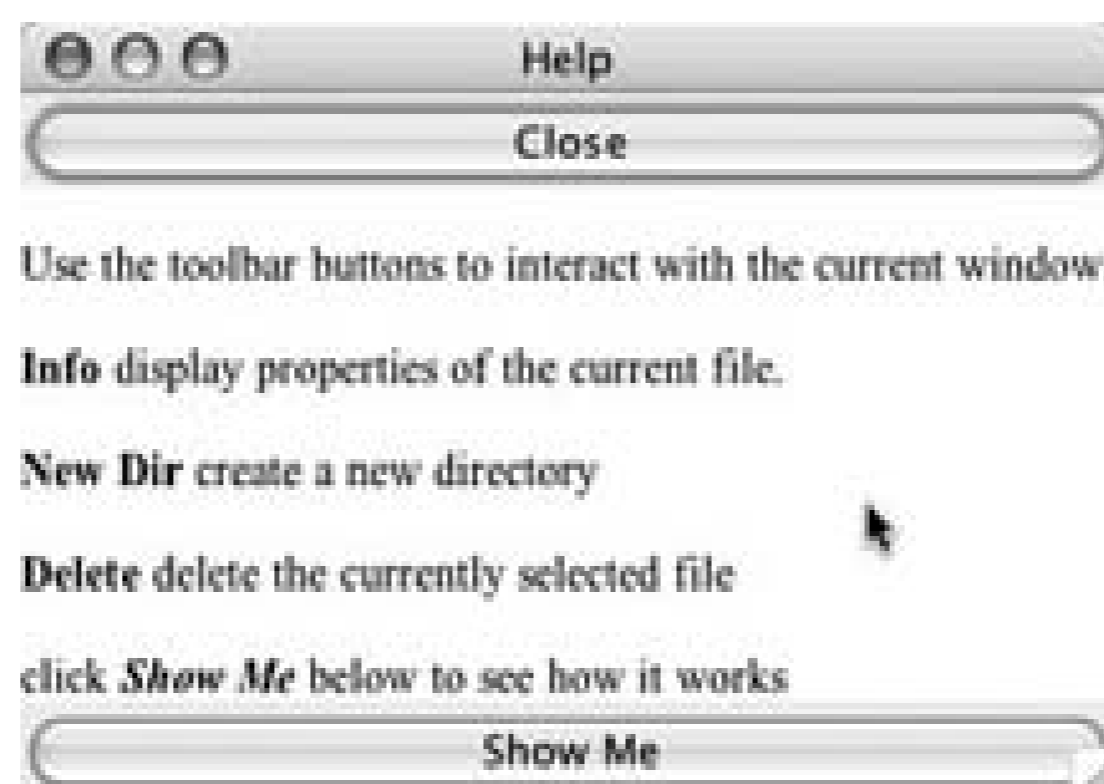 Help
Close
Use the toolbar buttons to interact with the current window
Info display properties of the current file.
New Dir create a new directory
Delete delete the currently selected file
click Show Me below to see how it works
Show Me